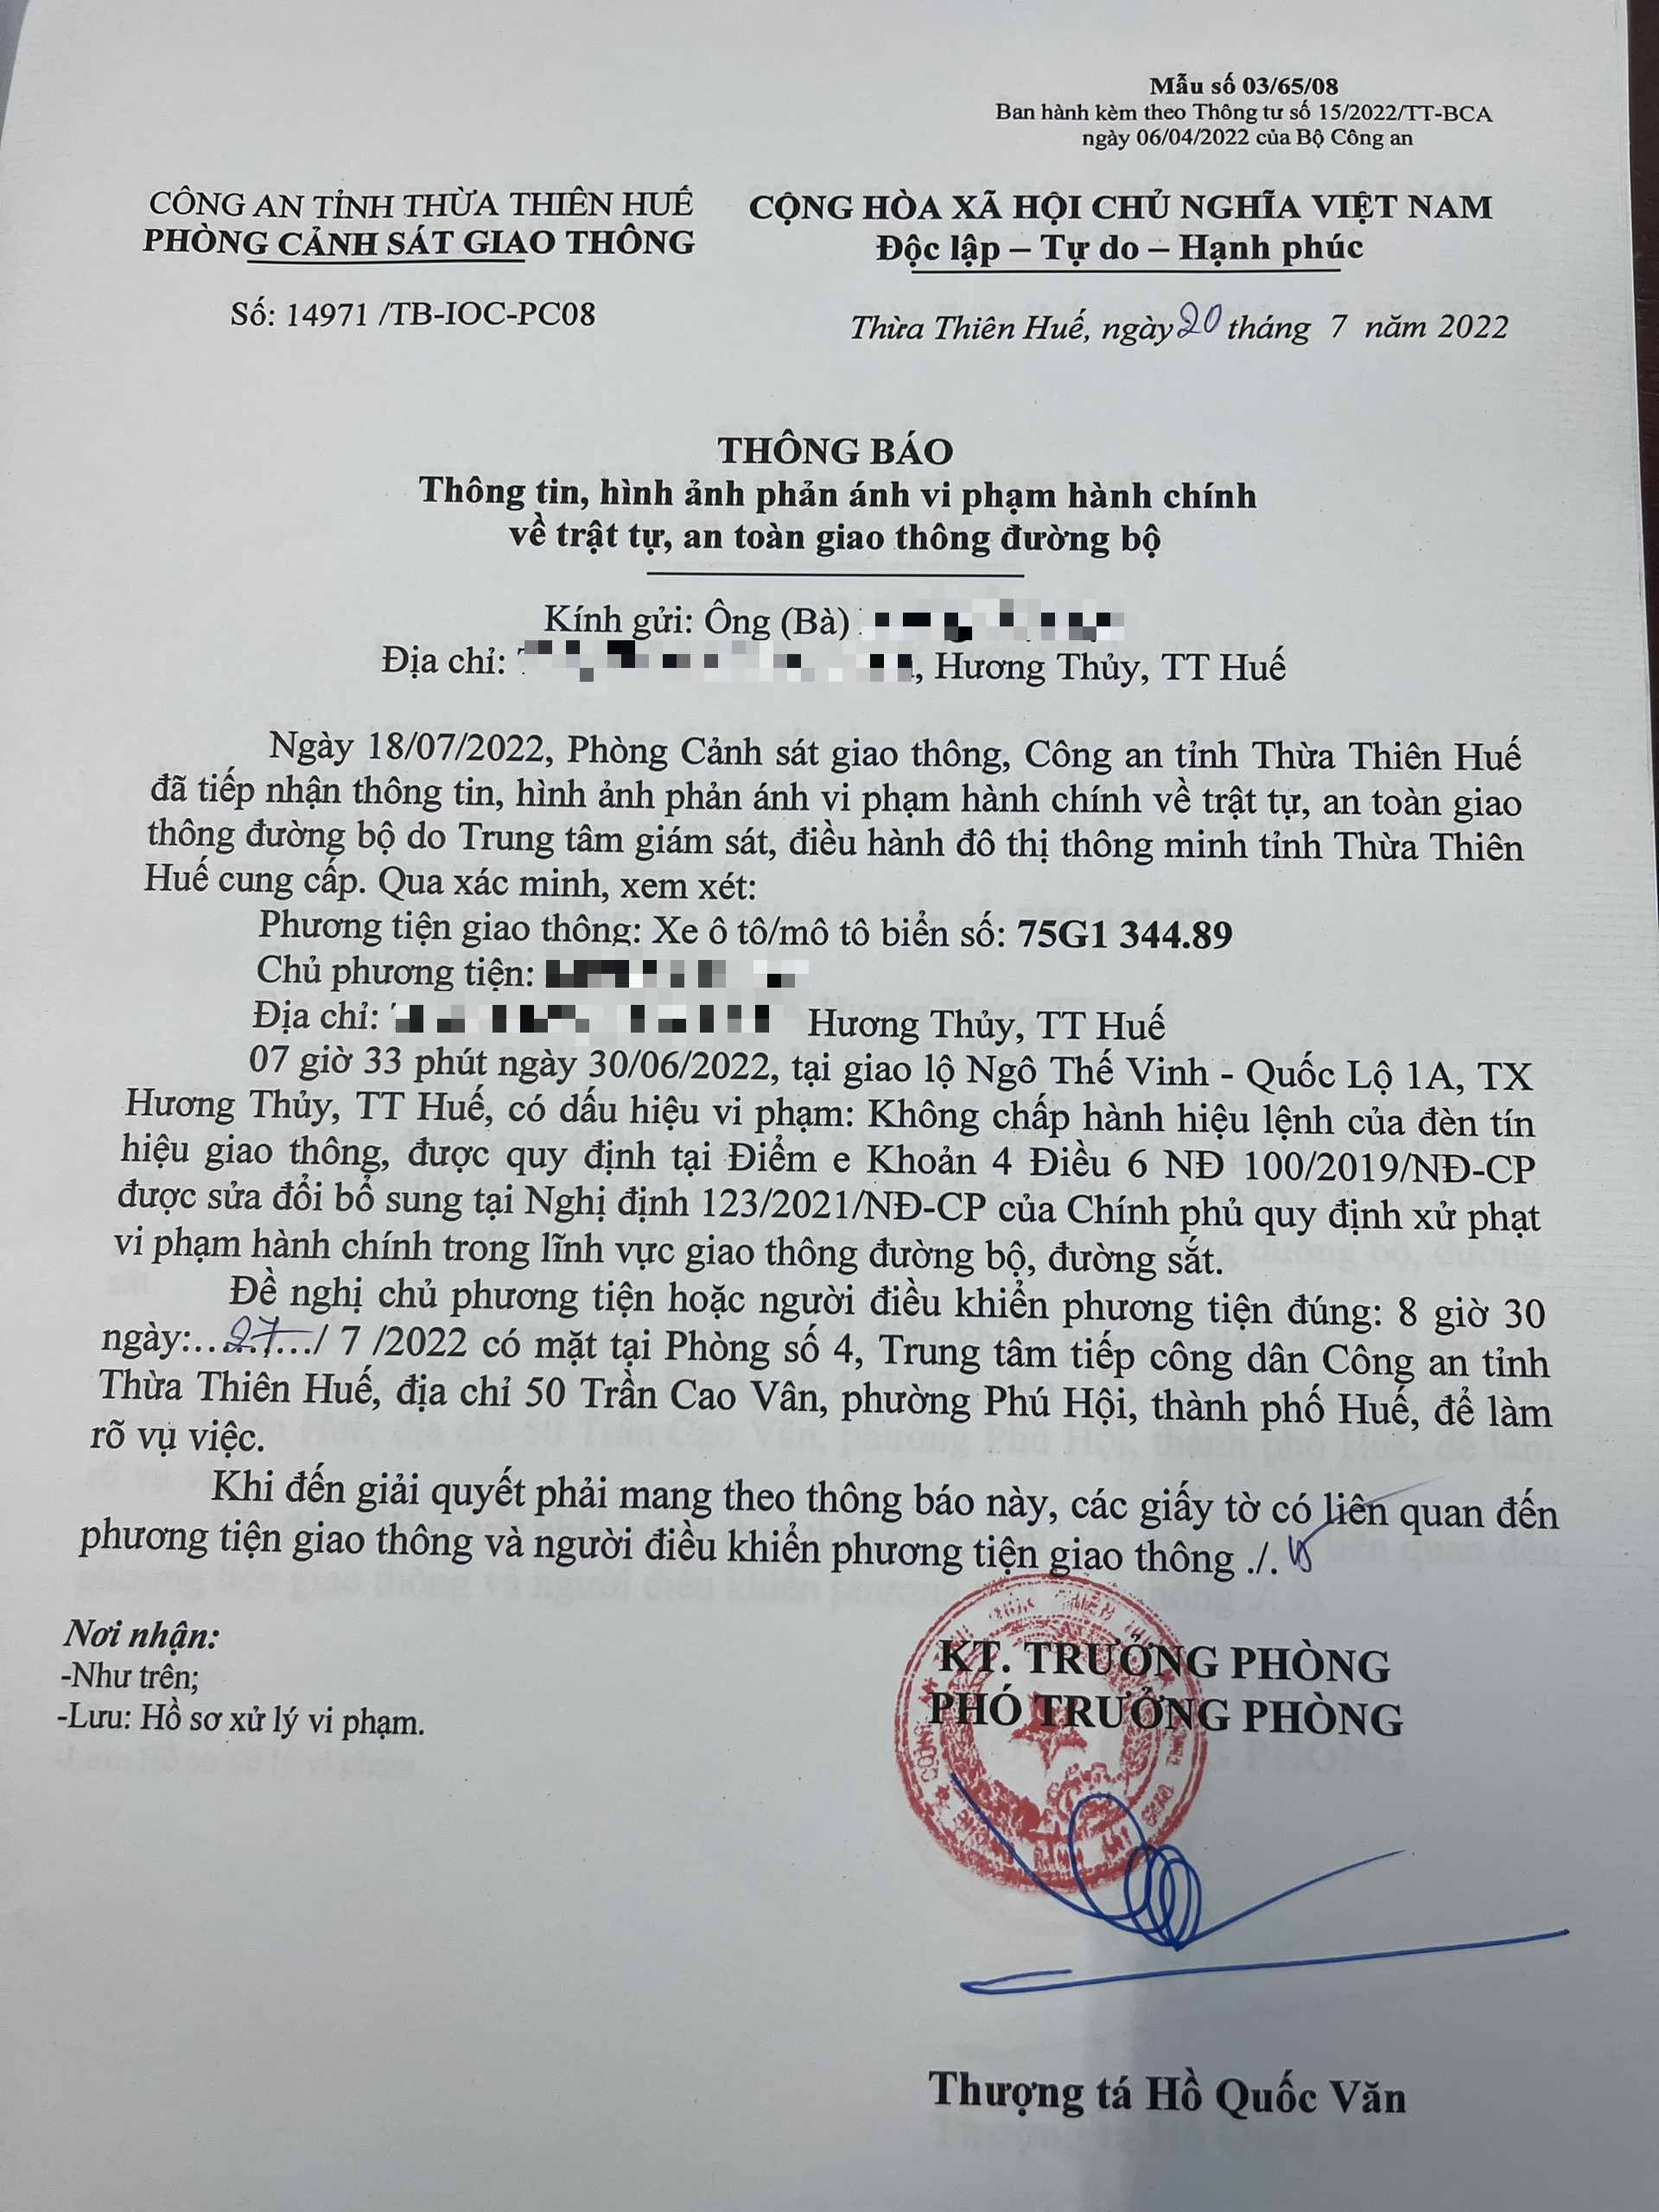 Mẫu số 03/65/08
Ban hành kèm theo Thông tư số 15/2022/TT-BCA
ngày 06/04/2022 của Bộ Công an
CÔNG AN TỈNH THỪA THIÊN HUẾ
PHÒNG CẢNH SÁT GIAO THÔNG
Số: 14971 /TB-IOC-PC08
CỘNG HÒA XÃ HỘI CHỦ NGHĨA VIỆT NAM
Độc lập – Tự do – Hạnh phúc
Thừa Thiên Huế, ngày 20 tháng 7 năm 2022
THÔNG BÁO
Thông tin, hình ảnh phản ánh vi phạm hành chính
về trật tự, an toàn giao thông đường bộ
Kính gửi: Ông (Bà)
Địa chỉ: , Hương Thủy, TT Huế
Ngày 18/07/2022, Phòng Cảnh sát giao thông, Công an tỉnh Thừa Thiên Huế
đã tiếp nhận thông tin, hình ảnh phản ánh vi phạm hành chính về trật tự, an toàn giao
thông đường bộ do Trung tâm giám sát, điều hành đô thị thông minh tỉnh Thừa Thiên
Huế cung cấp. Qua xác minh, xem xét:
Phương tiện giao thông: Xe ô tô/mô tô biển số: 75G1 344.89
Chủ phương tiện:
Địa chỉ: Hương Thủy, TT Huế
07 giờ 33 phút ngày 30/06/2022, tại giao lộ Ngô Thế Vinh - Quốc Lộ 1A, TX
Hương Thủy, TT Huế, có dấu hiệu vi phạm: Không chấp hành hiệu lệnh của đèn tín
hiệu giao thông, được quy định tại Điểm e Khoản 4 Điều 6 NĐ 100/2019/NĐ-CP
được sửa đổi bổ sung tại Nghị định 123/2021/NĐ-CP của Chính phủ quy định xử phạt
vi phạm hành chính trong lĩnh vực giao thông đường bộ, đường sắt.
Đề nghị chủ phương tiện hoặc người điều khiển phương tiện đúng: 8 giờ 30
ngày:...27.../ 7 /2022 có mặt tại Phòng số 4, Trung tâm tiếp công dân Công an tỉnh
Thừa Thiên Huế, địa chỉ 50 Trần Cao Vân, phường Phú Hội, thành phố Huế, để làm
rõ vụ việc.
Khi đến giải quyết phải mang theo thông báo này, các giấy tờ có liên quan đến
phương tiện giao thông và người điều khiển phương tiện giao thông ./.
Nơi nhận:
-Như trên;
-Lưu: Hồ sơ xử lý vi phạm.
KT. TRƯỞNG PHÒNG
PHÓ TRƯỞNG PHÒNG
Thượng tá Hồ Quốc Văn